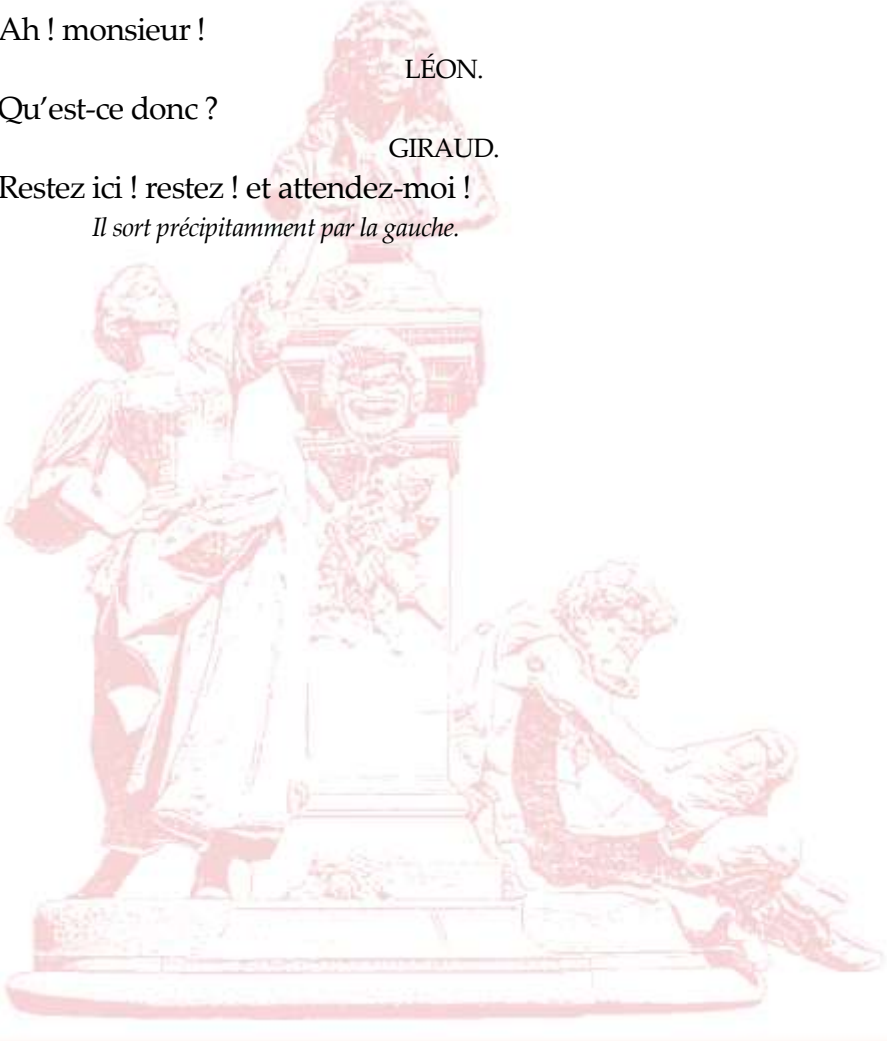 Ah ! monsieur !
LÉON.
Qu’est-ce donc ?
GIRAUD.
Restez ici ! restez ! et attendez-moi !
Il sort précipitamment par la gauche.